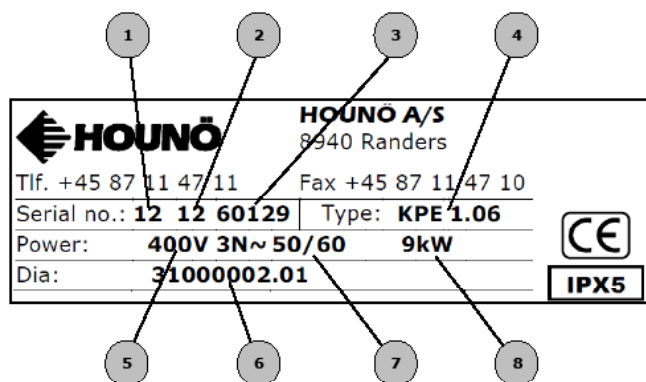 1 2 3 4
HOUNÖ HOUNÖ A/S
8940 Randers
Tlf. +45 87 11 47 11 Fax +45 87 11 47 10
Serial no.: 12 12 60129 Type: KPE 1.06
Power: 400V 3N~ 50/60 9kW
CE
Dia: 31000002.01
IPX5
5 6 7 8